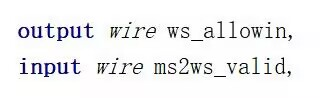 output wire ws_allowin,
input wire ms2ws_valid,